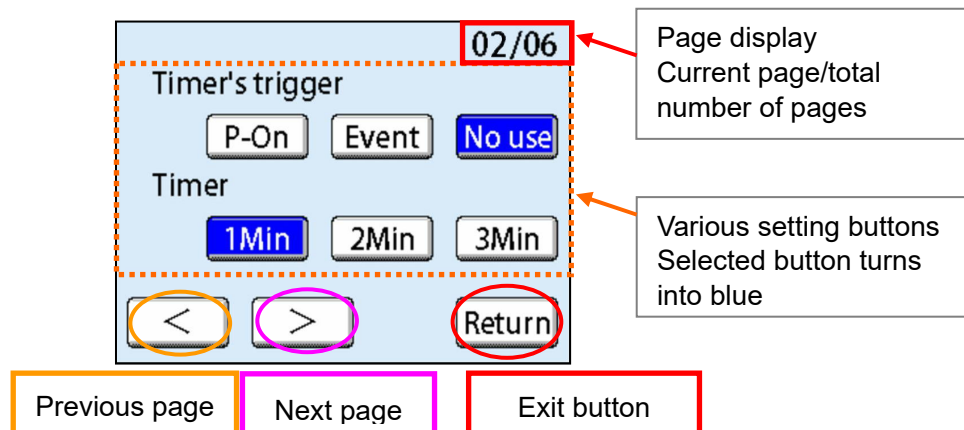 02/06
Timer's trigger
P-On Event No use
Timer
1Min 2Min 3Min
< > Return
Page display
Current page/total
number of pages
Various setting buttons
Selected button turns
into blue
Previous page
Next page
Exit button